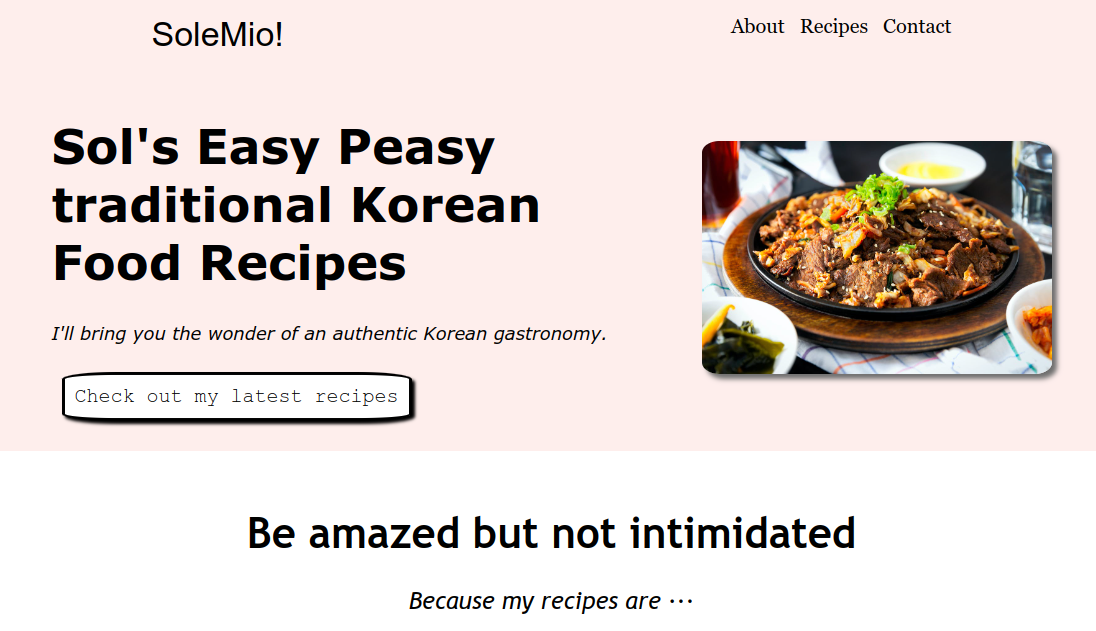 SoleMio!
About Recipes Contact
Sol's Easy Peasy
traditional Korean
Food Recipes
I'll bring you the wonder of an authentic Korean gastronomy.
Check out my latest recipes
Be amazed but not intimidated
Because my recipes are ···